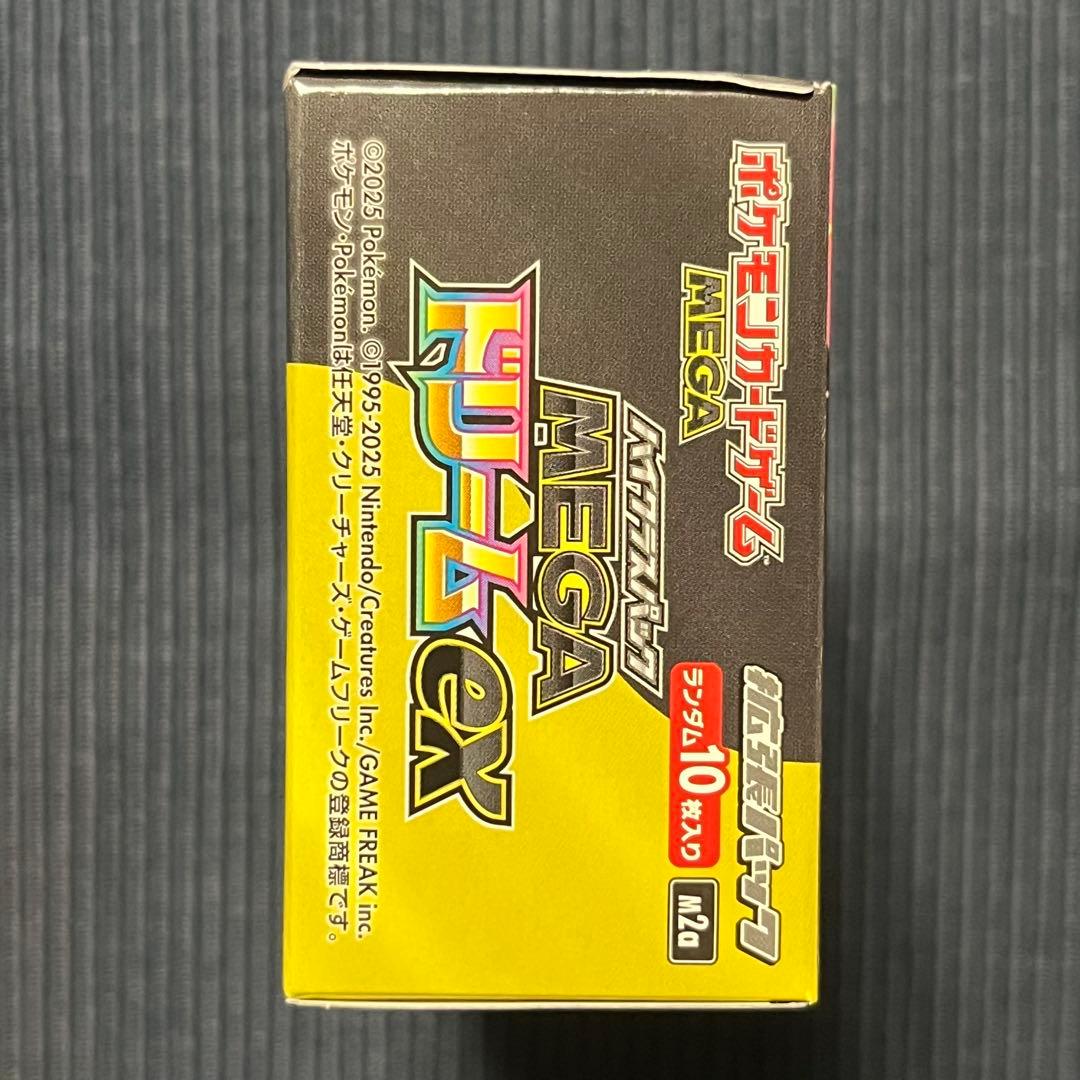 ポケモンカードゲーム
MEGA
拡張パック
ランダム10枚入り
M2a
ハイクラスパック
MEGA
ドリームex
©2025 Pokémon. ©1995-2025 Nintendo/Creatures Inc./GAME FREAK inc.
ポケモン・Pokémonは任天堂・クリーチャーズ・ゲームフリークの登録商標です。